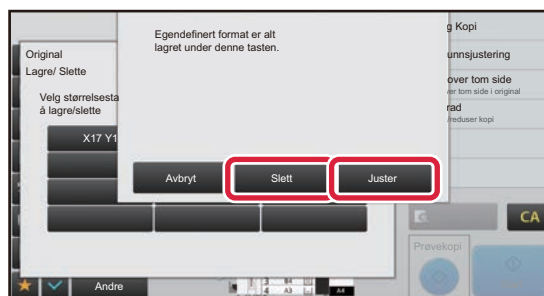 Egendefinert format er alt
lagret under denne tasten.
Original
Lagre/ Slette
Velg størrelsesta
å lagre/slette
X17 Y1
Avbryt
Slett
Juster
g Kopi
unnsjustering
over tom side
er tom side i original
rad
/reduser kopi
CA
Prøvekopi
Andre
B4
A3
A4